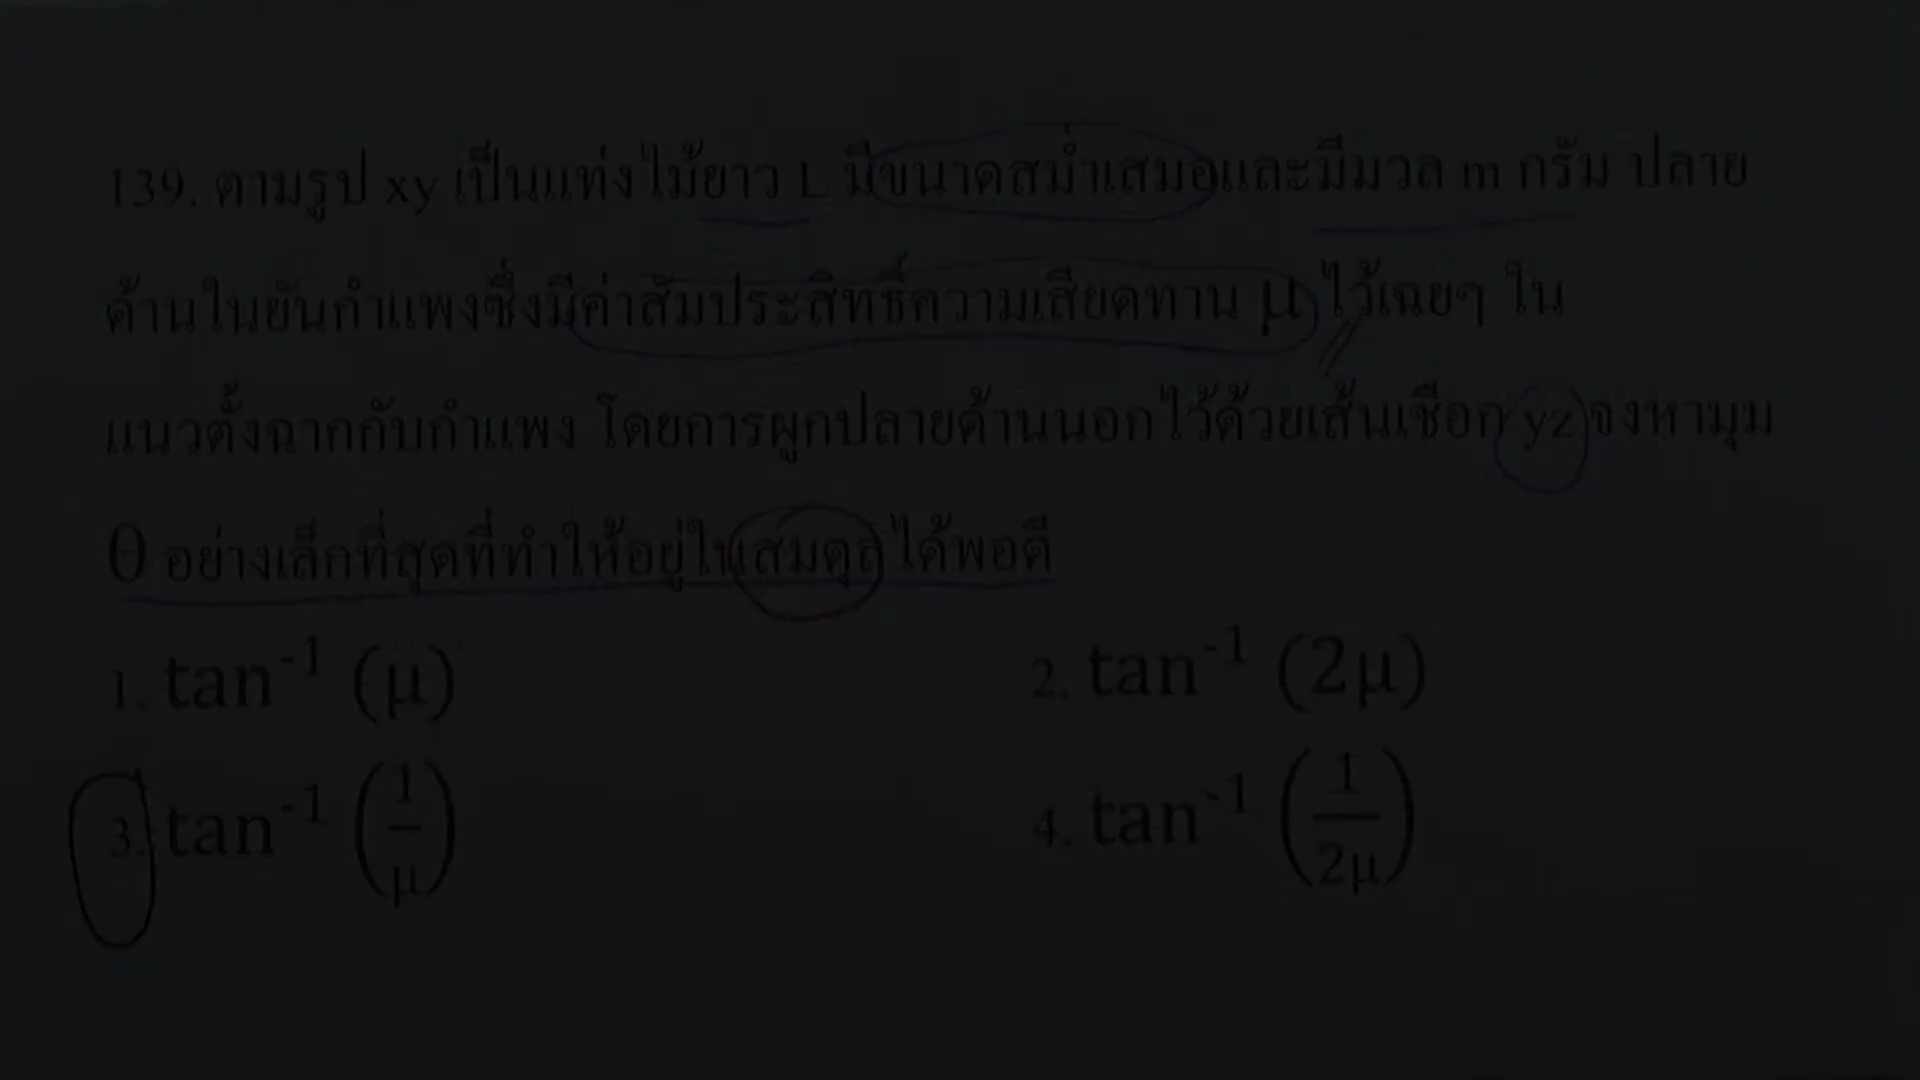 139. ตามรูป xy เป็นแท่งไม้ยาว L มีขนาดสม่ำเสมอและมีมวล m กรัม ปลาย
ด้านในยันกำแพงซึ่งมีค่าสัมประสิทธิ์ความเสียดทาน μ ไว้เฉยๆ ใน
แนวตั้งฉากกับกำแพง โดยการผูกปลายด้านนอกไว้ด้วยเส้นเชือก yz จงหามุม
θ อย่างเล็กที่สุดที่ทำให้อยู่ในสมดุลได้พอดี
1. tan⁻¹ (μ) 2. tan⁻¹ (2μ)
3. tan⁻¹ (1/μ) 4. tan⁻¹ (1/2μ)